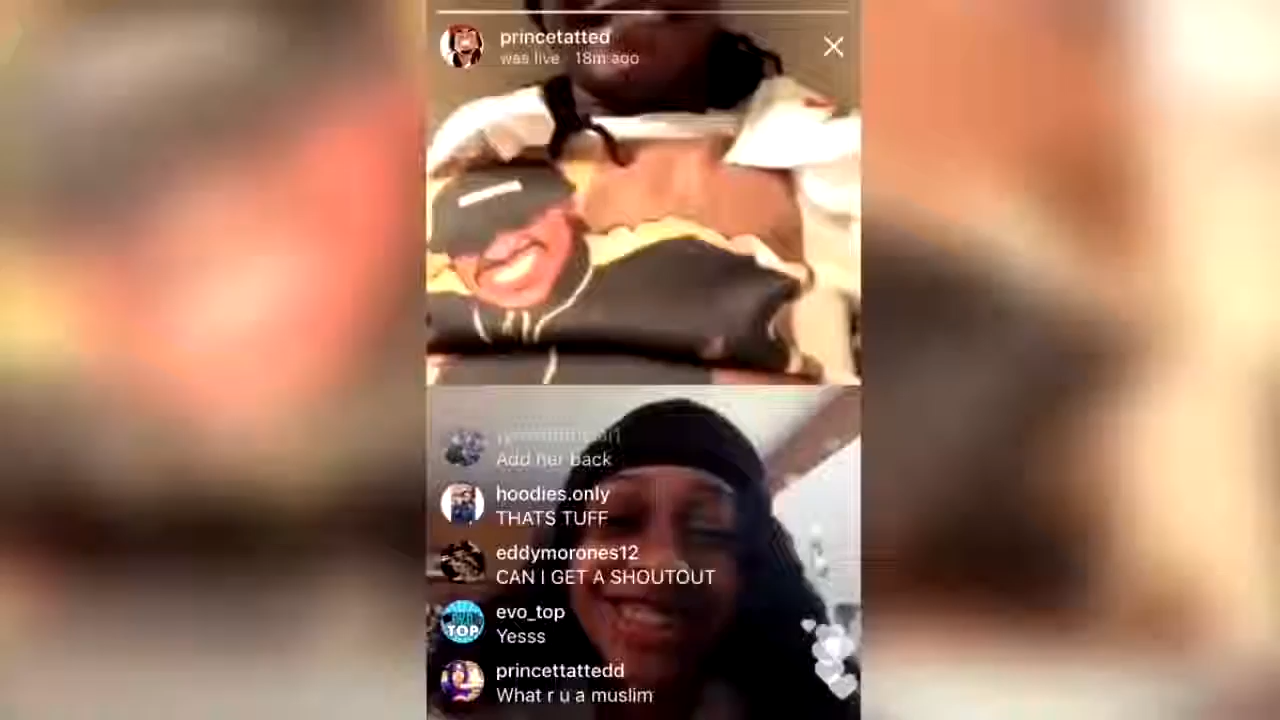 princetatted
was live · 18m ago
Add her back
hoodies.only
THATS TUFF
eddymorones12
CAN I GET A SHOUTOUT
evo_top
TOP
Yesss
princettattedd
What r u a muslim